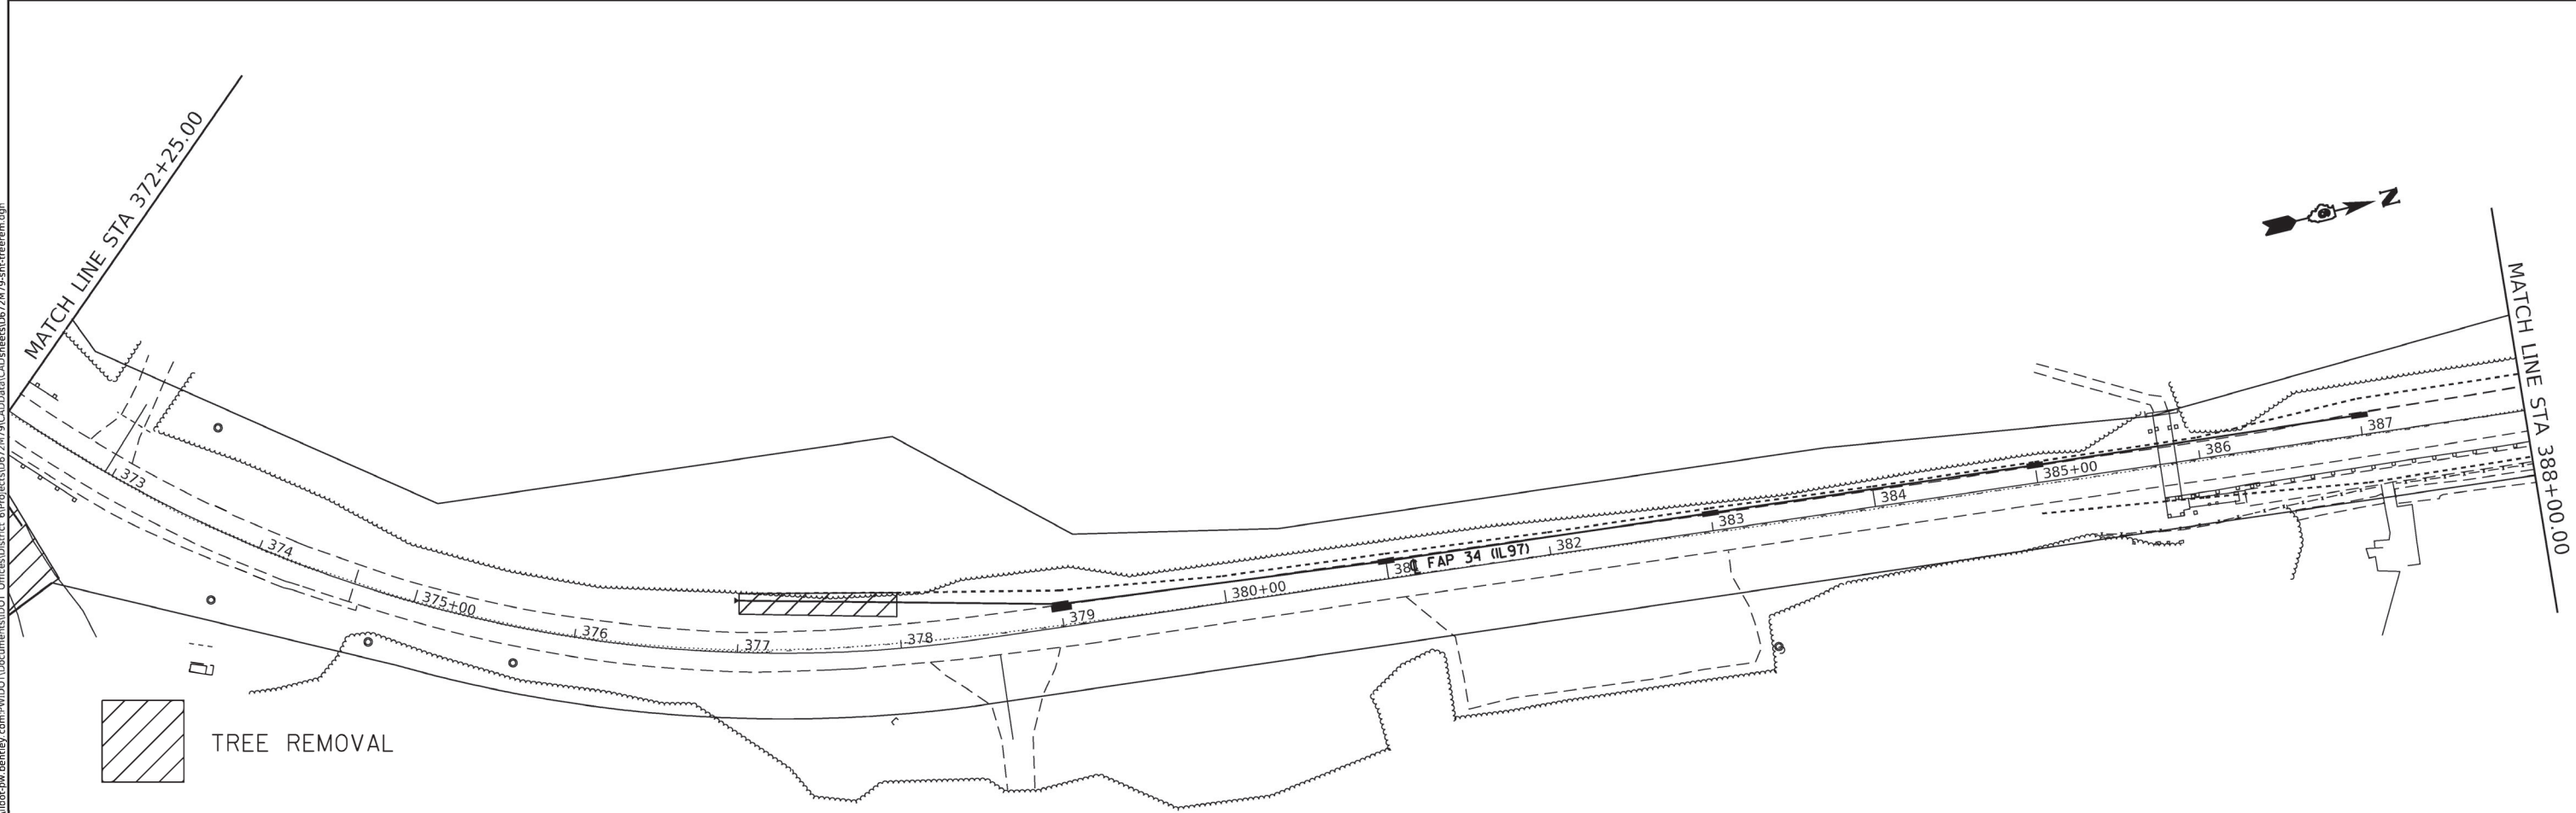 MATCH LINE STA 372+25.00
N
MATCH LINE STA 388+00.00
373
374
375+00
376
377
378
379
380+00
℄ FAP 34 (IL97)
382
383
384
385+00
386
387
TREE REMOVAL